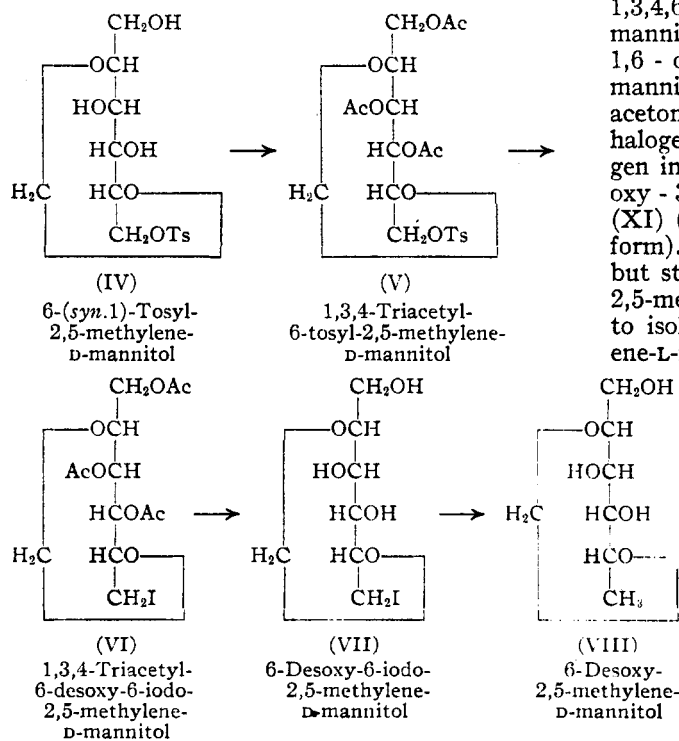 CH₂OH
OCH
HOCH
HCOH
H₂C HCO
CH₂OTs
(IV)
6-(syn.1)-Tosyl-
2,5-methylene-
D-mannitol
CH₂OAc
OCH
AcOCH
HCOAc
H₂C HCO
CH₂OTs
(V)
1,3,4-Triacetyl-
6-tosyl-2,5-methylene-
D-mannitol
1,3,4,6
manni
1,6 - 
manni
aceton
haloge
gen in
oxy - 3
(XI) (
form).
but st
2,5-me
to isol
ene-L-
CH₂OAc
OCH
AcOCH
HCOAc
H₂C HCO
CH₂I
(VI)
1,3,4-Triacetyl-
6-desoxy-6-iodo-
2,5-methylene-
D-mannitol
CH₂OH
OCH
HOCH
HCOH
H₂C HCO
CH₂I
(VII)
6-Desoxy-6-iodo-
2,5-methylene-
D-mannitol
CH₂OH
OCH
HOCH
H₂C HCOH
HCO
CH₃
(VIII)
6-Desoxy-
2,5-methylene-
D-mannitol